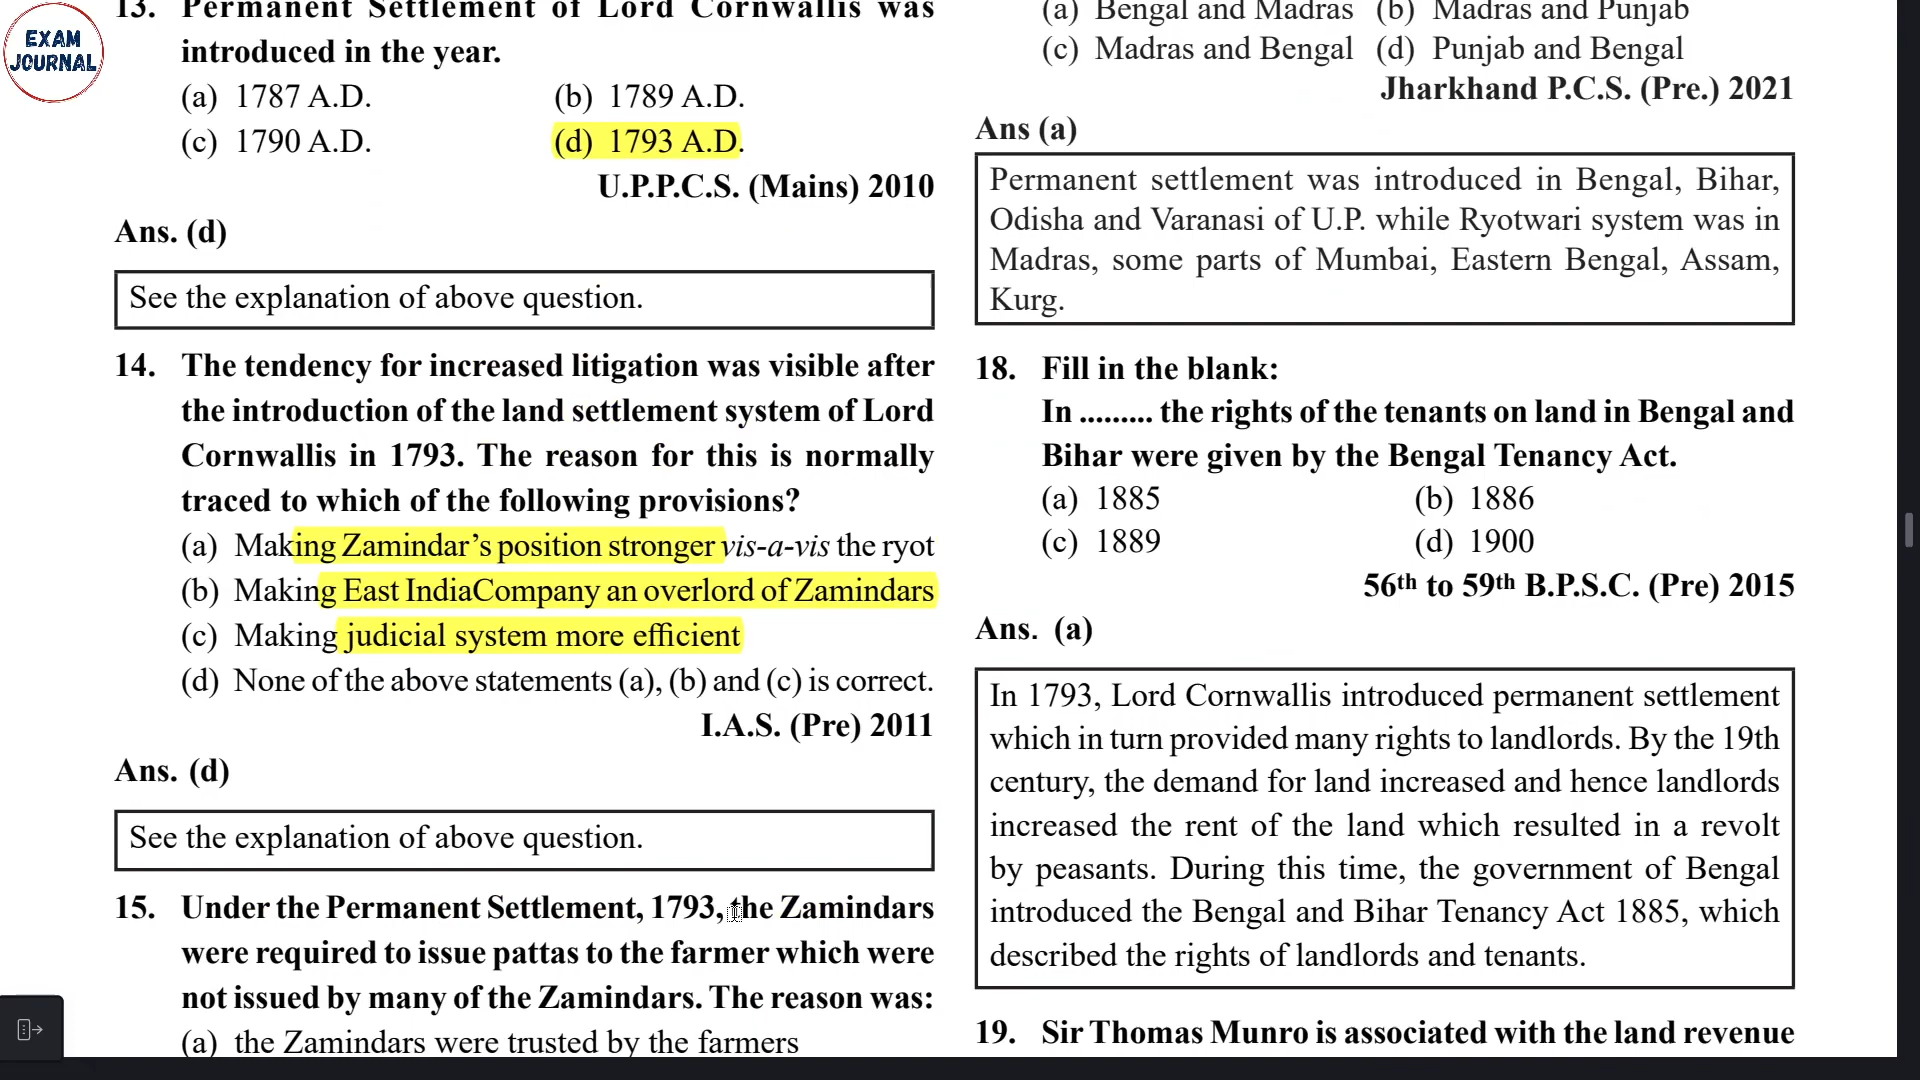 EXAM
JOURNAL
13. Permanent Settlement of Lord Cornwallis was
introduced in the year.
(a) 1787 A.D. (b) 1789 A.D.
(c) 1790 A.D. (d) 1793 A.D.
U.P.P.C.S. (Mains) 2010
Ans. (d)
See the explanation of above question.
14. The tendency for increased litigation was visible after
the introduction of the land settlement system of Lord
Cornwallis in 1793. The reason for this is normally
traced to which of the following provisions?
(a) Making Zamindar’s position stronger vis-a-vis the ryot
(b) Making East IndiaCompany an overlord of Zamindars
(c) Making judicial system more efficient
(d) None of the above statements (a), (b) and (c) is correct.
I.A.S. (Pre) 2011
Ans. (d)
See the explanation of above question.
15. Under the Permanent Settlement, 1793, the Zamindars
were required to issue pattas to the farmer which were
not issued by many of the Zamindars. The reason was:
(a) the Zamindars were trusted by the farmers
(a) Bengal and Madras (b) Madras and Punjab
(c) Madras and Bengal (d) Punjab and Bengal
Jharkhand P.C.S. (Pre.) 2021
Ans (a)
Permanent settlement was introduced in Bengal, Bihar,
Odisha and Varanasi of U.P. while Ryotwari system was in
Madras, some parts of Mumbai, Eastern Bengal, Assam,
Kurg.
18. Fill in the blank:
In ......... the rights of the tenants on land in Bengal and
Bihar were given by the Bengal Tenancy Act.
(a) 1885 (b) 1886
(c) 1889 (d) 1900
56th to 59th B.P.S.C. (Pre) 2015
Ans. (a)
In 1793, Lord Cornwallis introduced permanent settlement
which in turn provided many rights to landlords. By the 19th
century, the demand for land increased and hence landlords
increased the rent of the land which resulted in a revolt
by peasants. During this time, the government of Bengal
introduced the Bengal and Bihar Tenancy Act 1885, which
described the rights of landlords and tenants.
19. Sir Thomas Munro is associated with the land revenue